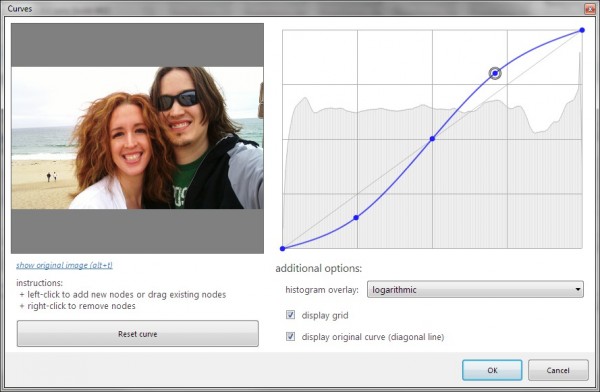 Curves
show original image (alt+t)
instructions:
+ left-click to add new nodes or drag existing nodes
+ right-click to remove nodes
Reset curve
additional options:
histogram overlay: logarithmic
display grid
display original curve (diagonal line)
OK Cancel